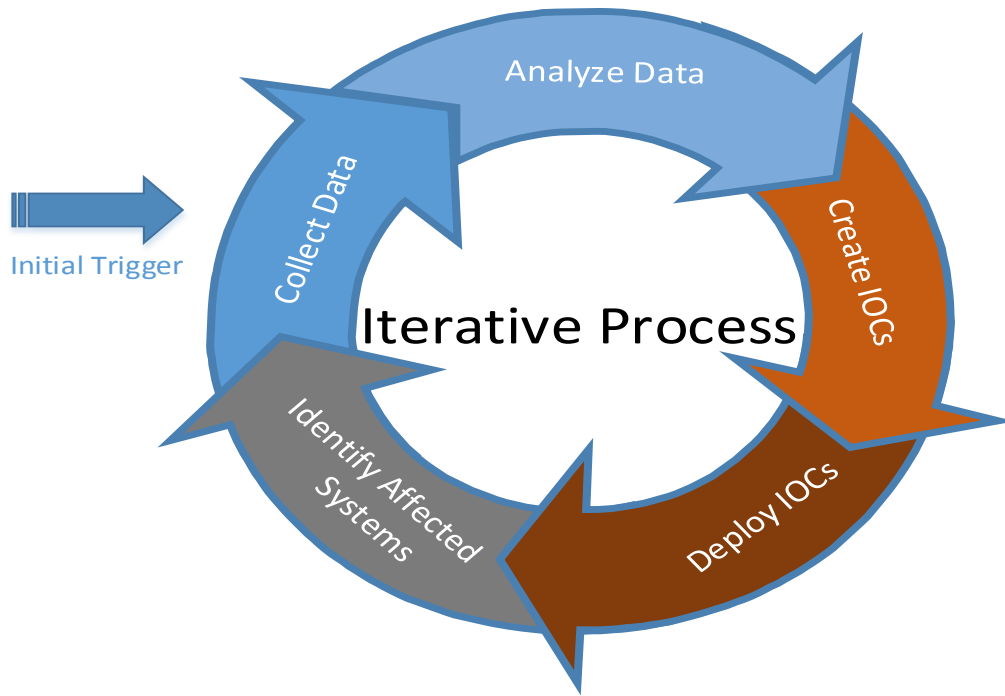 Analyze Data
Collect Data
Create IOCs
Initial Trigger
Iterative Process
Identify Affected
Systems
Deploy IOCs